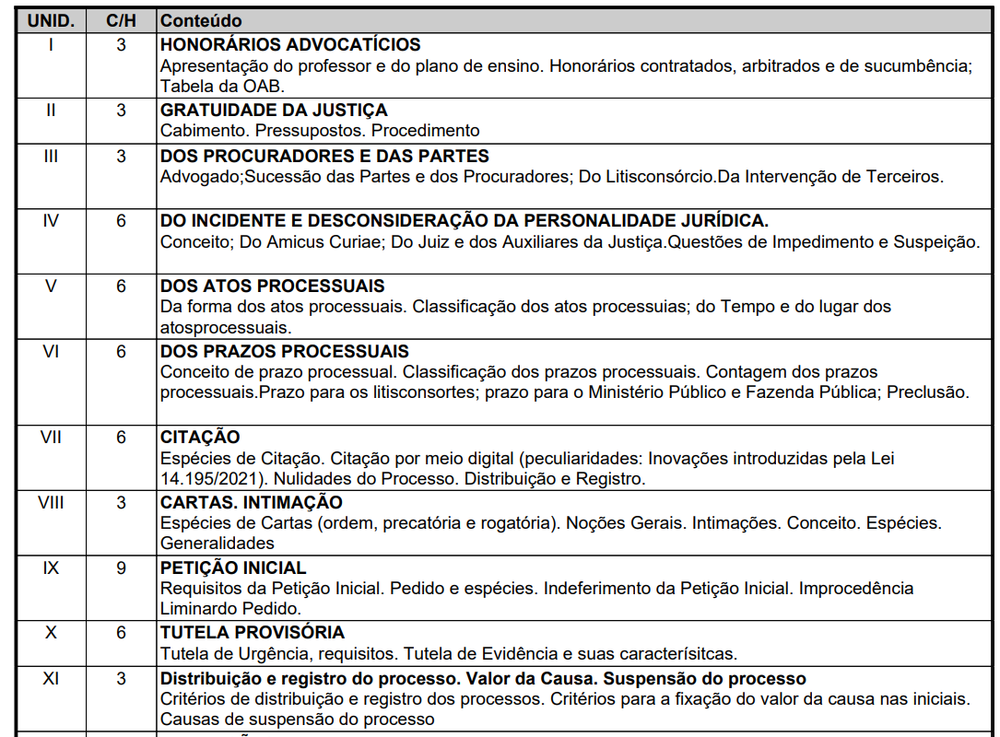 UNID. C/H Conteúdo
I 3 HONORÁRIOS ADVOCATÍCIOS
Apresentação do professor e do plano de ensino. Honorários contratados, arbitrados e de sucumbência;
Tabela da OAB.
II 3 GRATUIDADE DA JUSTIÇA
Cabimento. Pressupostos. Procedimento
III 3 DOS PROCURADORES E DAS PARTES
Advogado;Sucessão das Partes e dos Procuradores; Do Litisconsórcio.Da Intervenção de Terceiros.
IV 6 DO INCIDENTE E DESCONSIDERAÇÃO DA PERSONALIDADE JURÍDICA.
Conceito; Do Amicus Curiae; Do Juiz e dos Auxiliares da Justiça.Questões de Impedimento e Suspeição.
V 6 DOS ATOS PROCESSUAIS
Da forma dos atos processuais. Classificação dos atos processuias; do Tempo e do lugar dos
atosprocessuais.
VI 6 DOS PRAZOS PROCESSUAIS
Conceito de prazo processual. Classificação dos prazos processuais. Contagem dos prazos
processuais.Prazo para os litisconsortes; prazo para o Ministério Público e Fazenda Pública; Preclusão.
VII 6 CITAÇÃO
Espécies de Citação. Citação por meio digital (peculiaridades: Inovações introduzidas pela Lei
14.195/2021). Nulidades do Processo. Distribuição e Registro.
VIII 3 CARTAS. INTIMAÇÃO
Espécies de Cartas (ordem, precatória e rogatória). Noções Gerais. Intimações. Conceito. Espécies.
Generalidades
IX 9 PETIÇÃO INICIAL
Requisitos da Petição Inicial. Pedido e espécies. Indeferimento da Petição Inicial. Improcedência
Liminardo Pedido.
X 6 TUTELA PROVISÓRIA
Tutela de Urgência, requisitos. Tutela de Evidência e suas caracterísitcas.
XI 3 Distribuição e registro do processo. Valor da Causa. Suspensão do processo
Critérios de distribuição e registro dos processos. Critérios para a fixação do valor da causa nas iniciais.
Causas de suspensão do processo